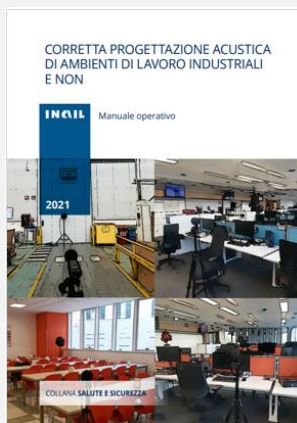 CORRETTA PROGETTAZIONE ACUSTICA
DI AMBIENTI DI LAVORO INDUSTRIALI
E NON
INAIL
Manuale operativo
2021
COLLANA SALUTE E SICUREZZA